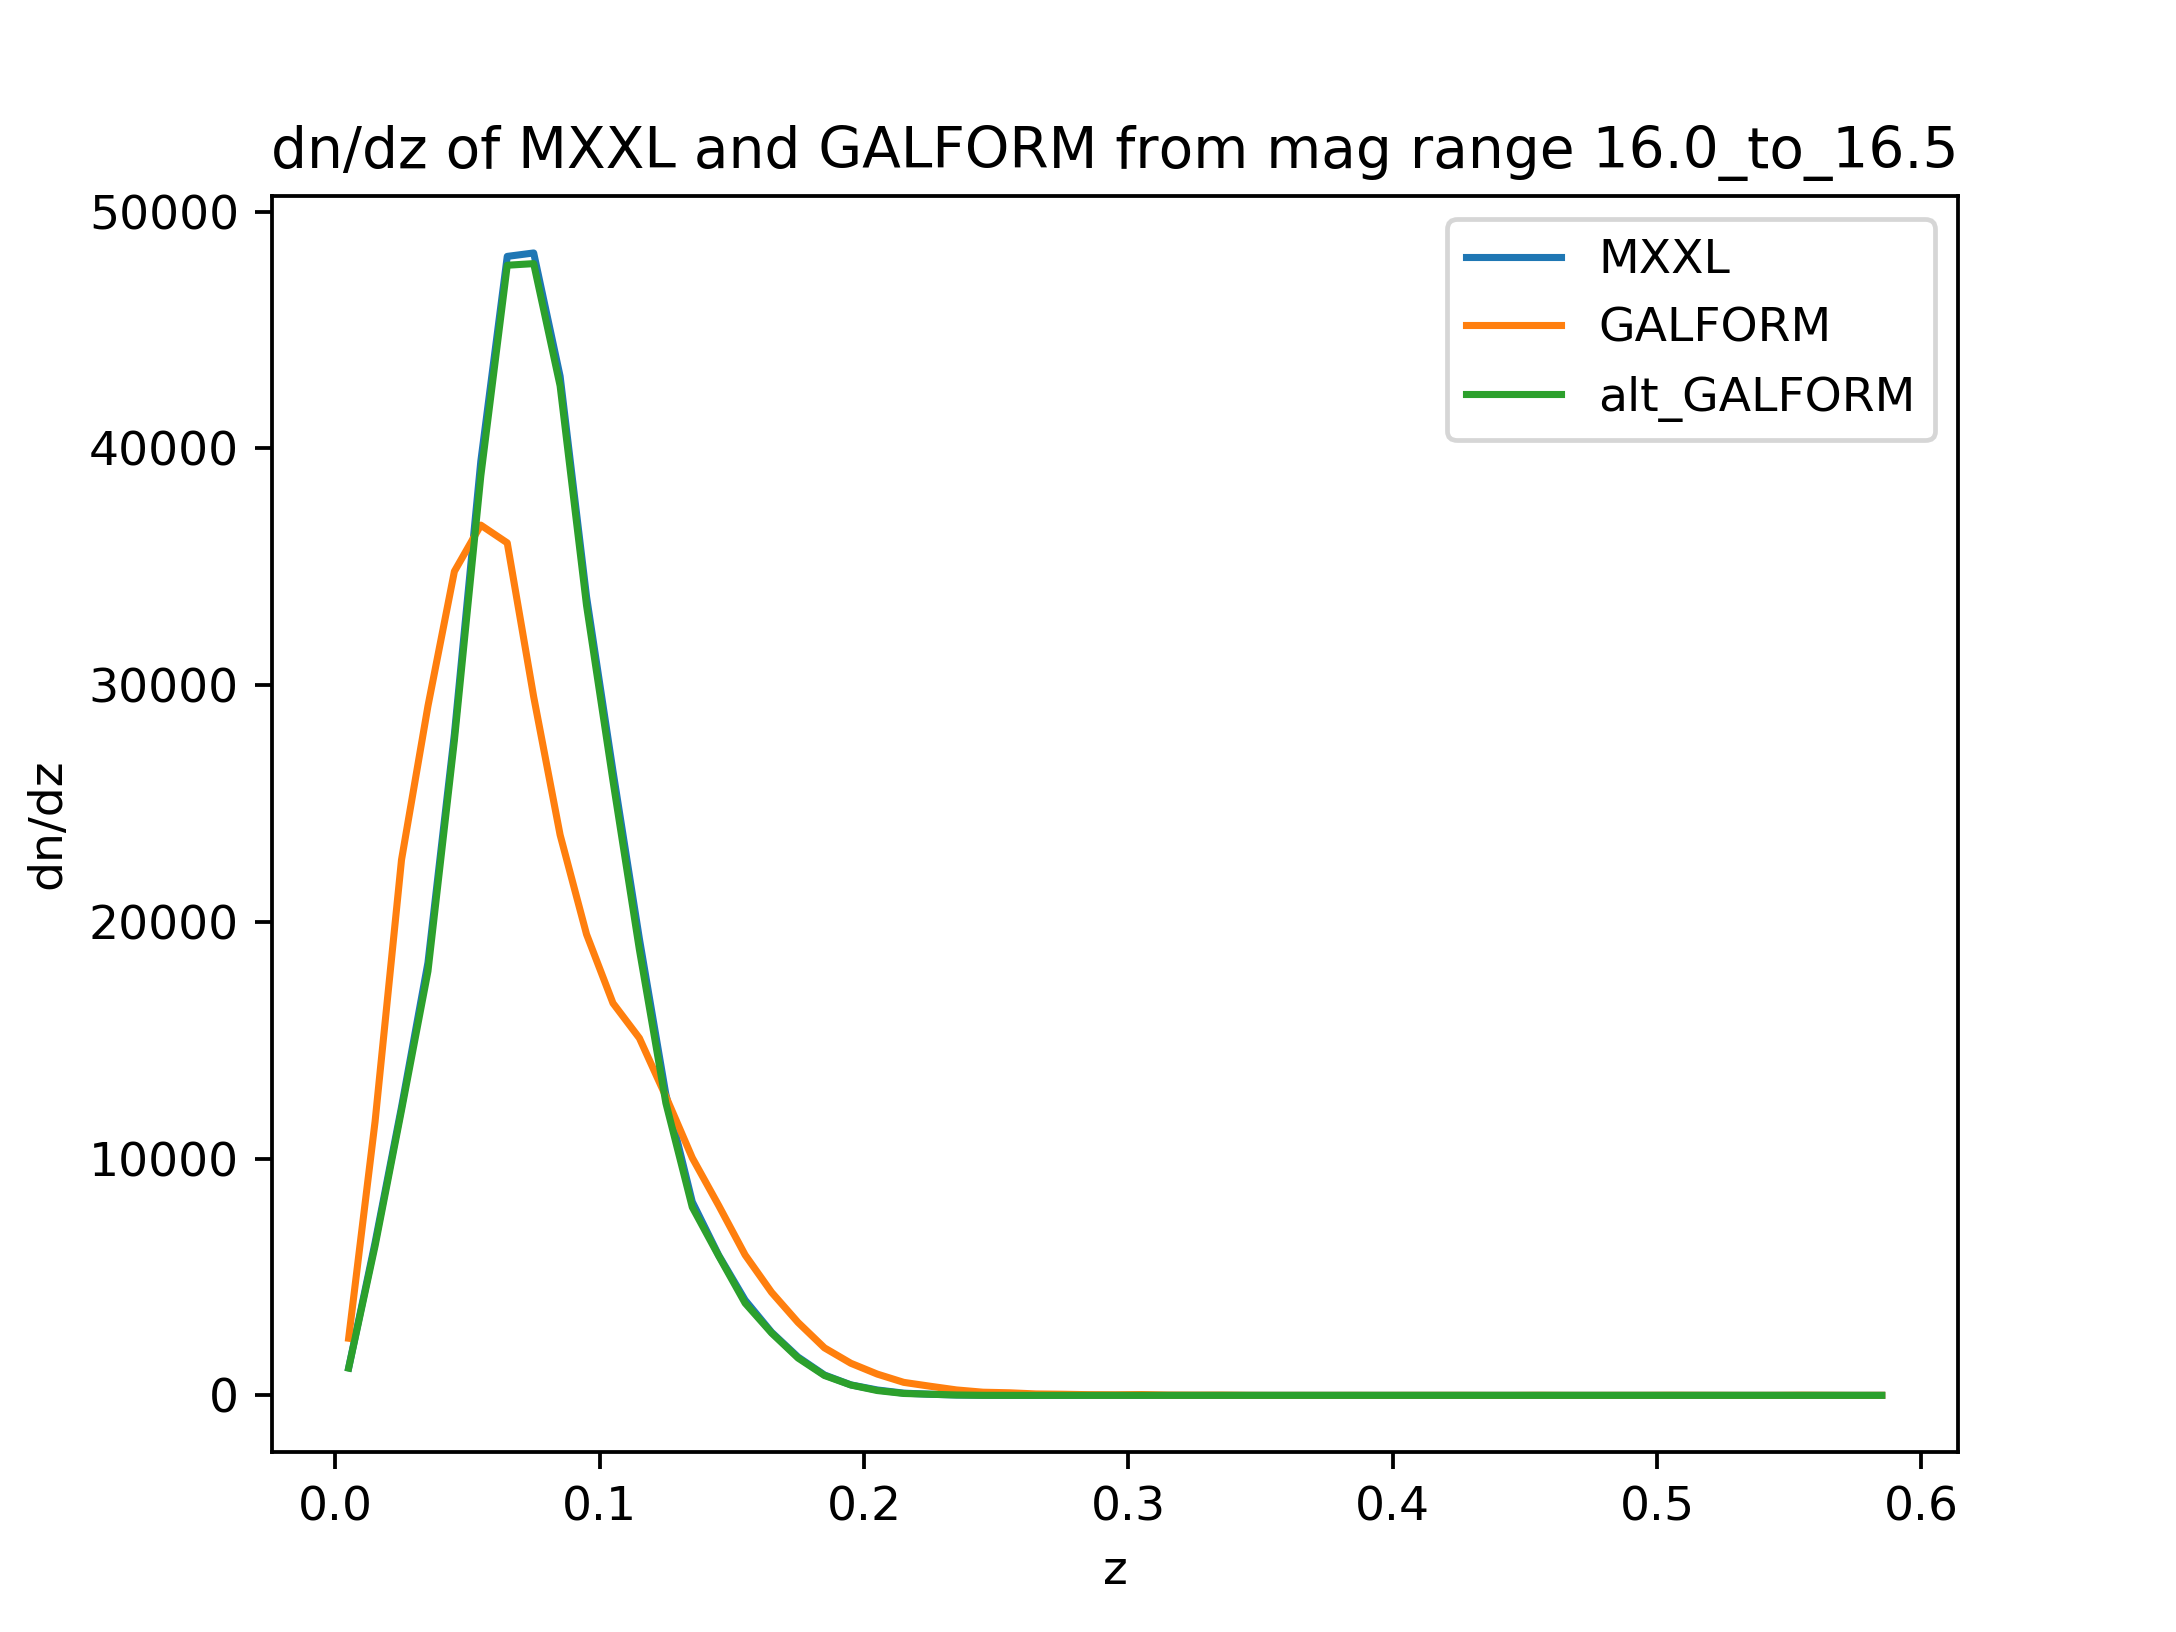 dn/dz of MXXL and GALFORM from mag range 16.0_to_16.5
50000
40000
30000
20000
10000
0
dn/dz
MXXL
GALFORM
alt_GALFORM
0.0 0.1 0.2 0.3 0.4 0.5 0.6
z